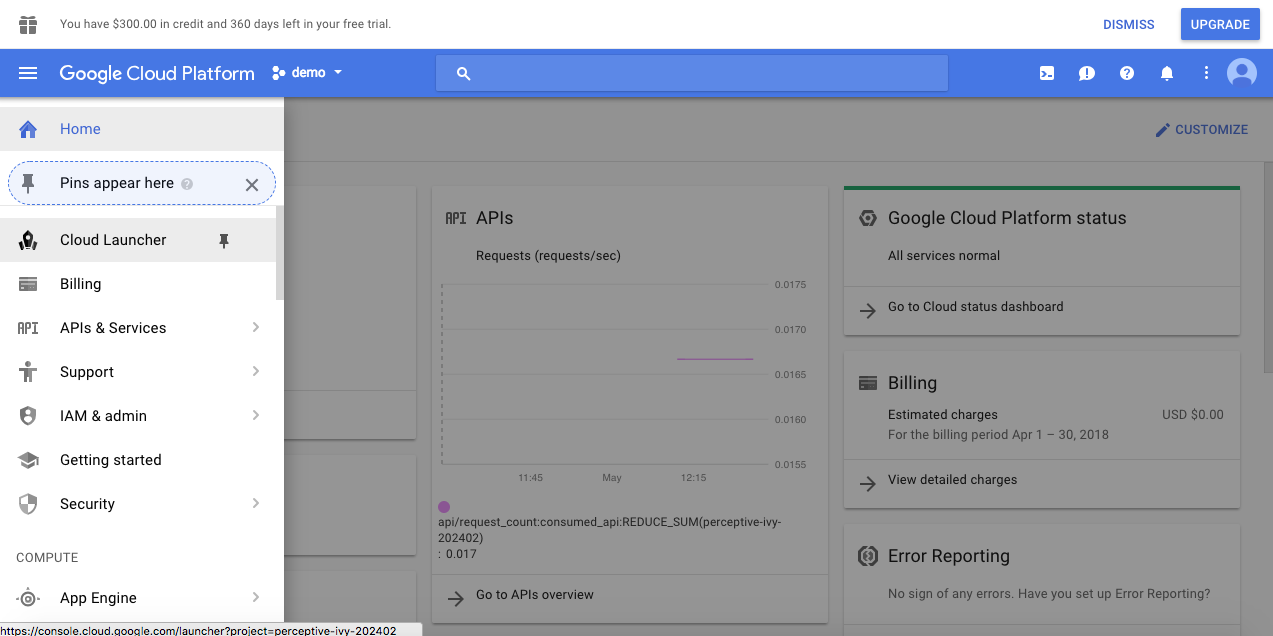 You have $300.00 in credit and 360 days left in your free trial.
DISMISS
UPGRADE
Google Cloud Platform
demo
Home
Pins appear here
Cloud Launcher
Billing
API
APIs & Services
Support
IAM & admin
Getting started
Security
COMPUTE
App Engine
https://console.cloud.google.com/launcher?project=perceptive-ivy-202402
CUSTOMIZE
API APIs
Requests (requests/sec)
0.0175
0.0170
0.0165
0.0160
0.0155
11:45 May 12:15
api/request_count:consumed_api:REDUCE_SUM(perceptive-ivy-
202402)
: 0.017
Go to APIs overview
Google Cloud Platform status
All services normal
Go to Cloud status dashboard
Billing
Estimated charges USD $0.00
For the billing period Apr 1 – 30, 2018
View detailed charges
Error Reporting
No sign of any errors. Have you set up Error Reporting?